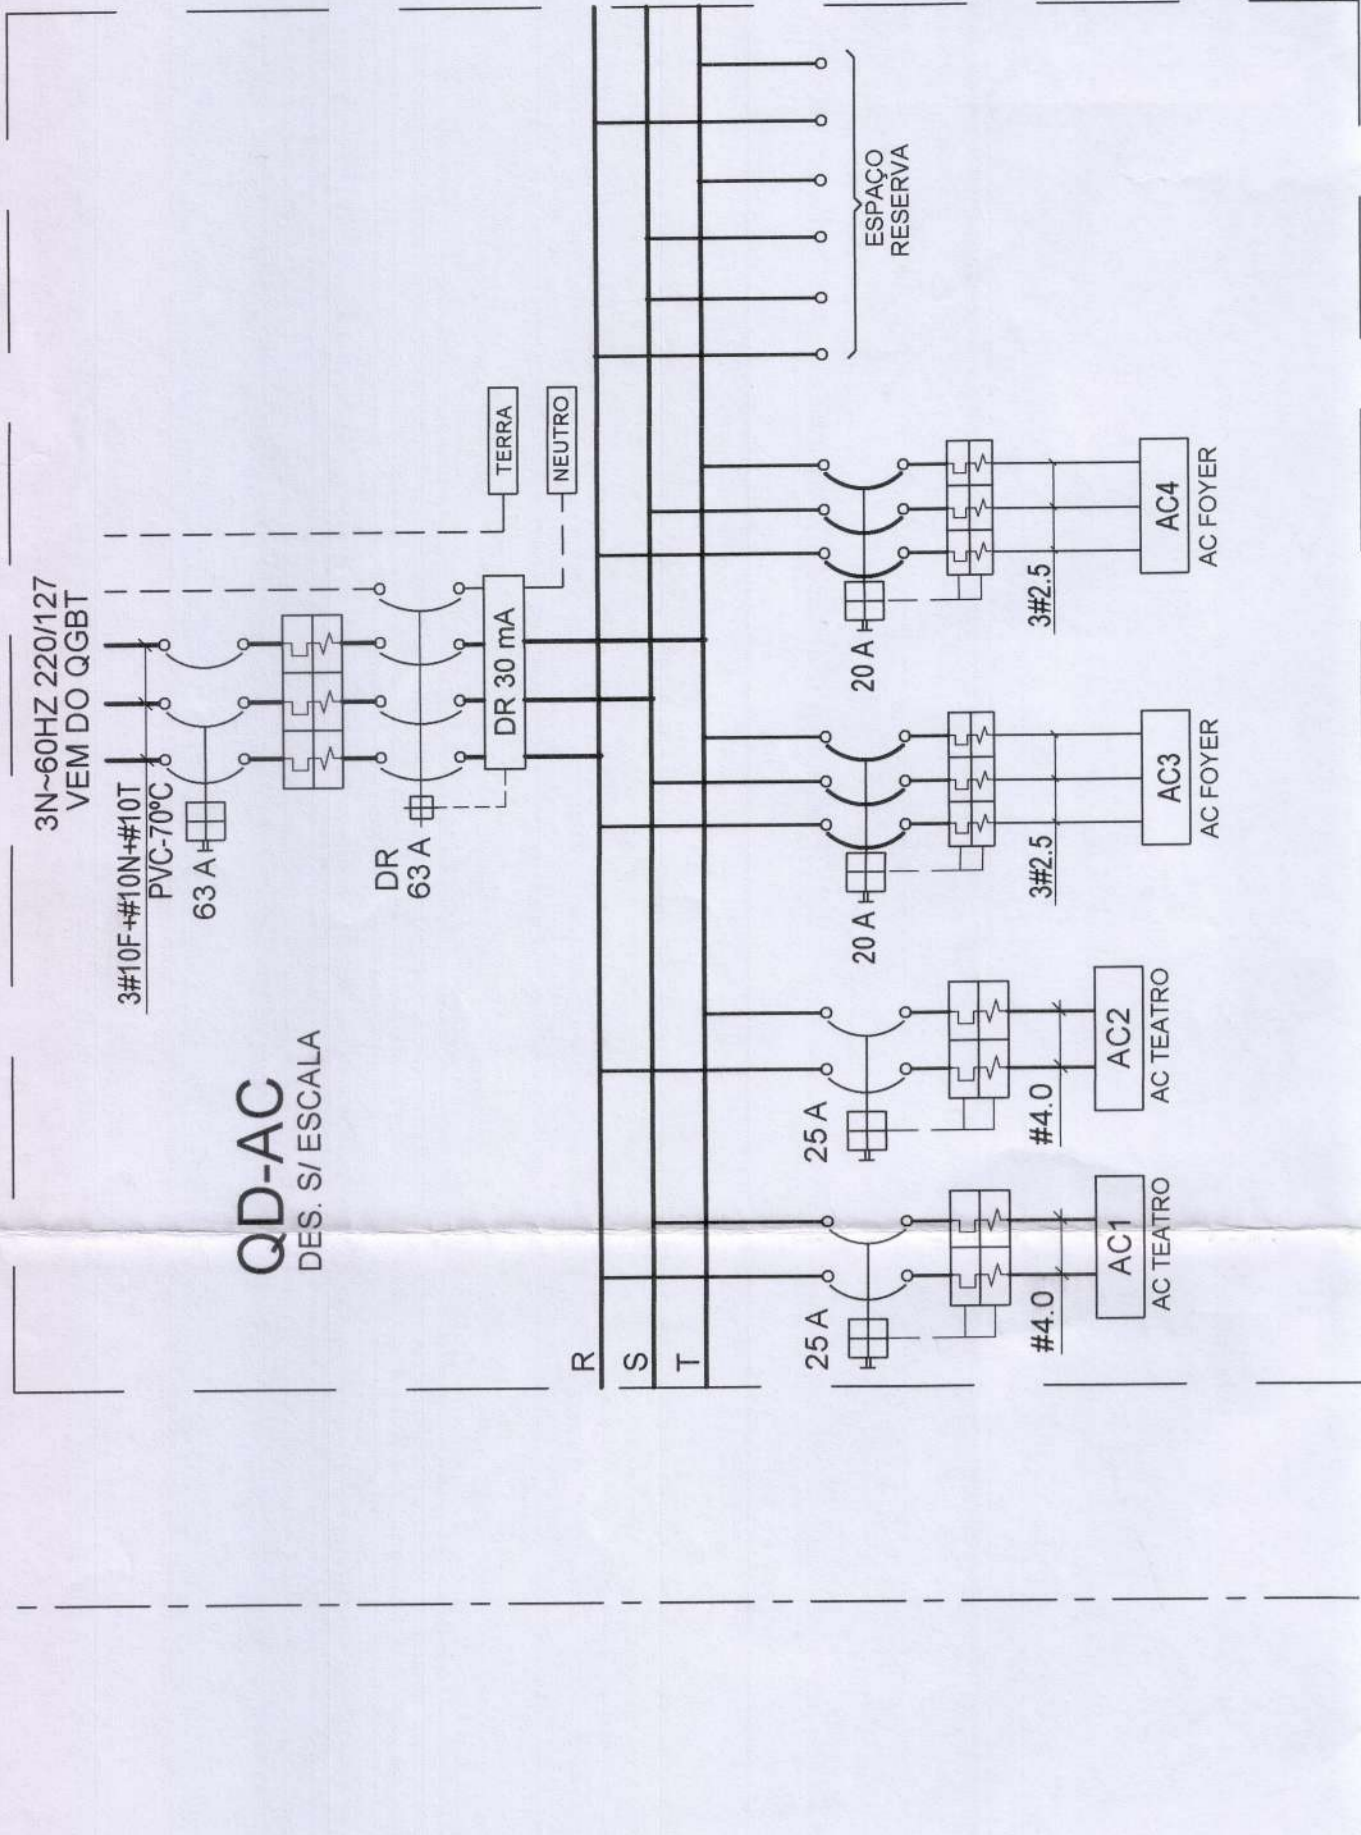 3N~60HZ 220/127
VEM DO QGBT
3#10F+#10N+#10T
PVC-70ºC
63 A
DR
63 A
DR 30 mA
TERRA
NEUTRO
QD-AC
DES. S/ ESCALA
R
S
T
25 A
#4.0
AC1
AC TEATRO
25 A
#4.0
AC2
AC TEATRO
20 A
3#2.5
AC3
AC FOYER
20 A
3#2.5
AC4
AC FOYER
ESPAÇO
RESERVA